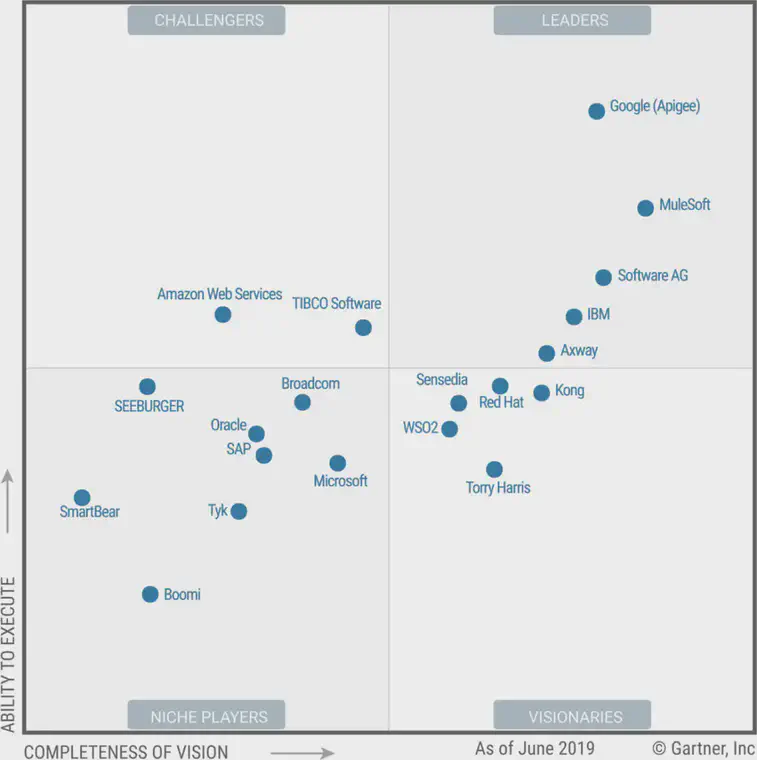 CHALLENGERS
LEADERS
Google (Apigee)
MuleSoft
Software AG
Amazon Web Services
TIBCO Software
IBM
Axway
SEEBURGER
Broadcom
Sensedia
Red Hat
Kong
Oracle
SAP
WSO2
Microsoft
Torry Harris
SmartBear
Tyk
Boomi
ABILITY TO EXECUTE
NICHE PLAYERS
VISIONARIES
COMPLETENESS OF VISION
As of June 2019
© Gartner, Inc